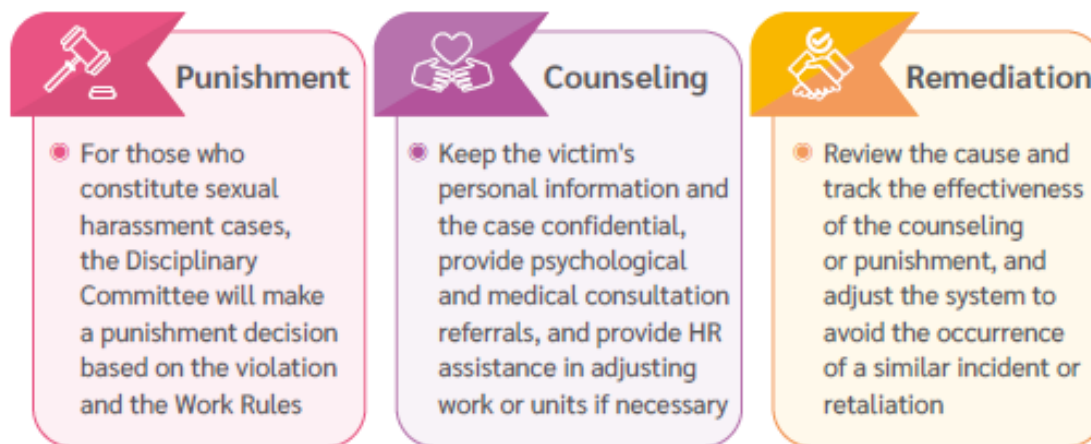 Punishment
For those who
constitute sexual
harassment cases,
the Disciplinary
Committee will make
a punishment decision
based on the violation
and the Work Rules
Counseling
Keep the victim's
personal information and
the case confidential,
provide psychological
and medical consultation
referrals, and provide HR
assistance in adjusting
work or units if necessary
Remediation
Review the cause and
track the effectiveness
of the counseling
or punishment, and
adjust the system to
avoid the occurrence
of a similar incident or
retaliation